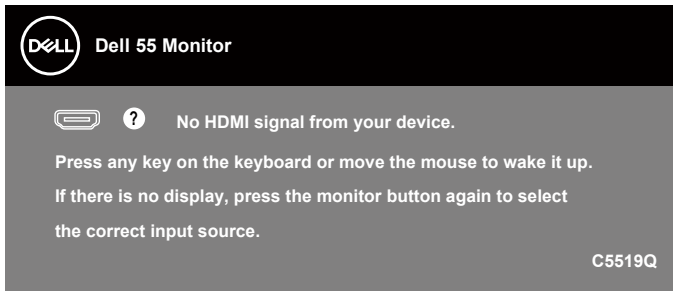 DELL Dell 55 Monitor
? No HDMI signal from your device.
Press any key on the keyboard or move the mouse to wake it up.
If there is no display, press the monitor button again to select
the correct input source.
C5519Q